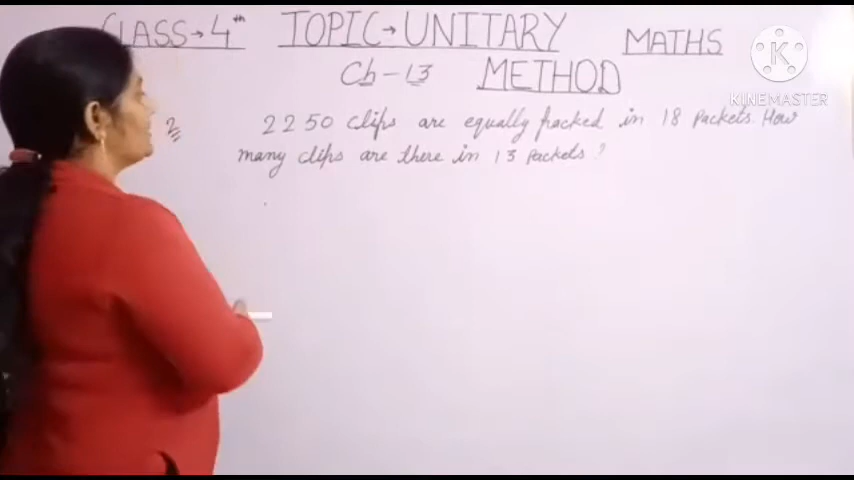 CLASS → 4th TOPIC → UNITARY MATHS
Ch - 13 METHOD
KINEMASTER
2 2250 clips are equally packed in 18 Packets. How
many clips are there in 13 Packets ?